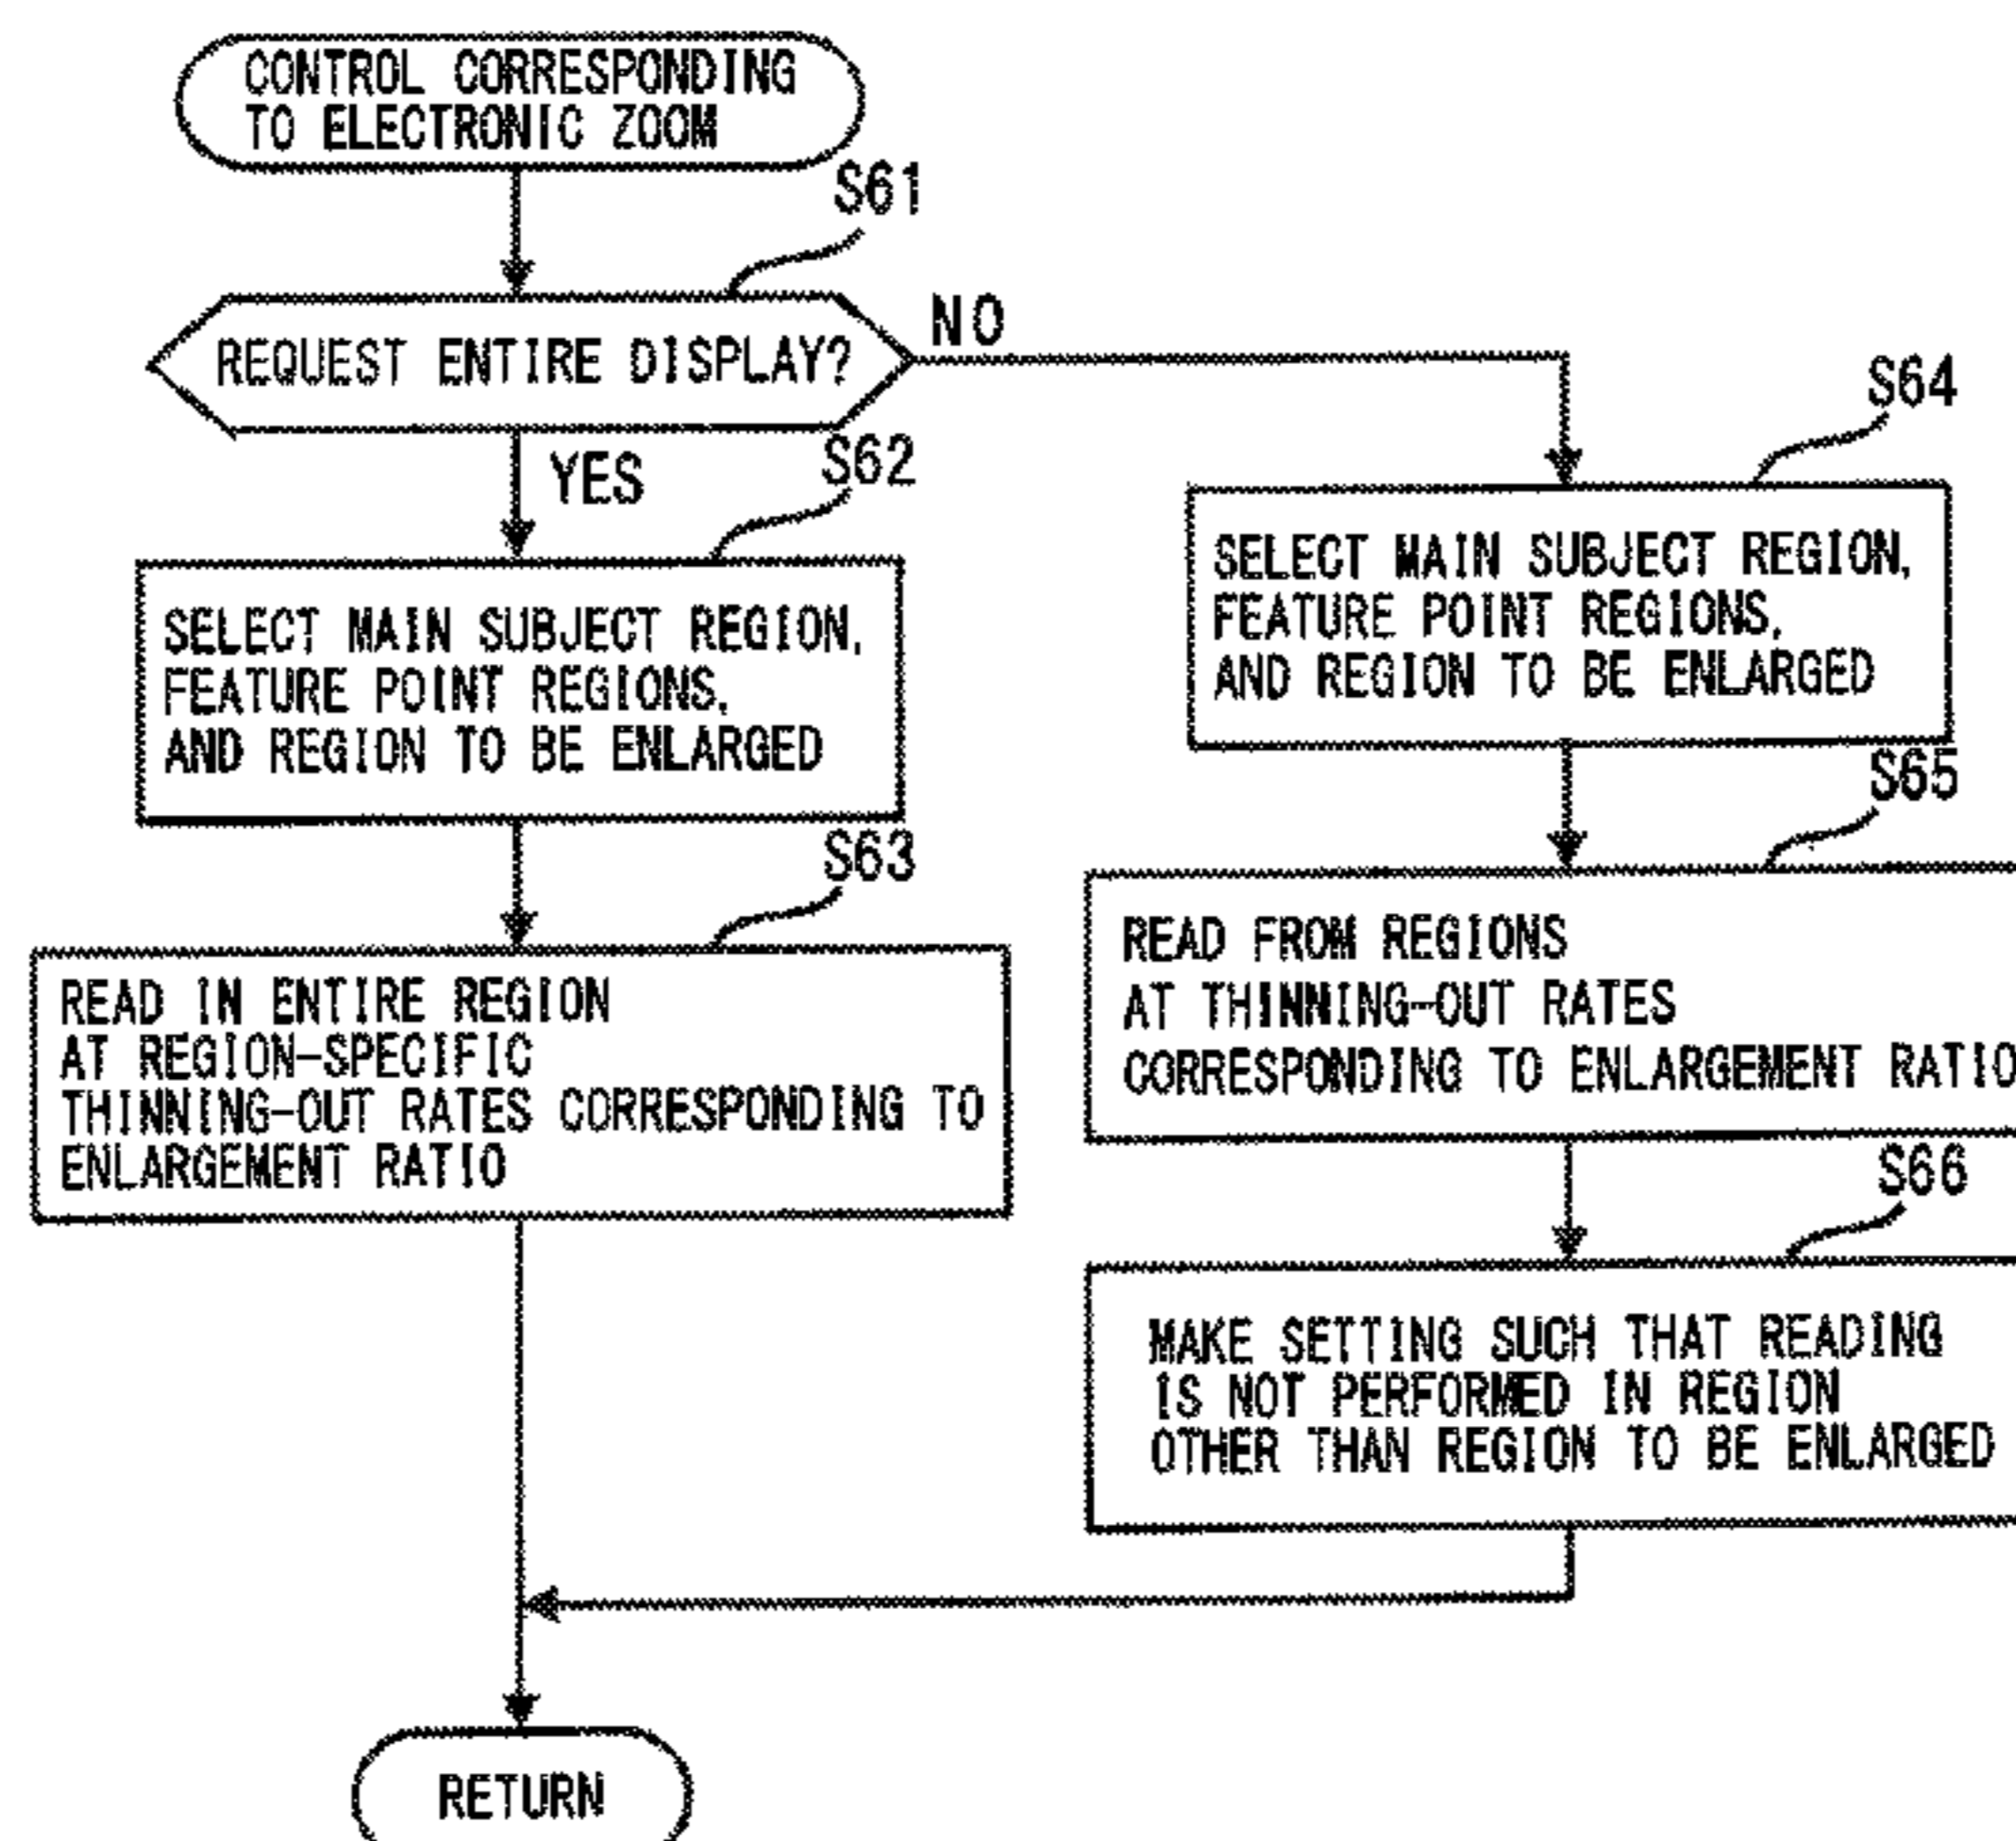 CONTROL CORRESPONDING
TO ELECTRONIC ZOOM
S61
REQUEST ENTIRE DISPLAY?
NO
YES
S62
SELECT MAIN SUBJECT REGION,
FEATURE POINT REGIONS,
AND REGION TO BE ENLARGED
S63
READ IN ENTIRE REGION
AT REGION-SPECIFIC
THINNING-OUT RATES CORRESPONDING TO
ENLARGEMENT RATIO
S64
SELECT MAIN SUBJECT REGION,
FEATURE POINT REGIONS,
AND REGION TO BE ENLARGED
S65
READ FROM REGIONS
AT THINNING-OUT RATES
CORRESPONDING TO ENLARGEMENT RATIO
S66
MAKE SETTING SUCH THAT READING
IS NOT PERFORMED IN REGION
OTHER THAN REGION TO BE ENLARGED
RETURN